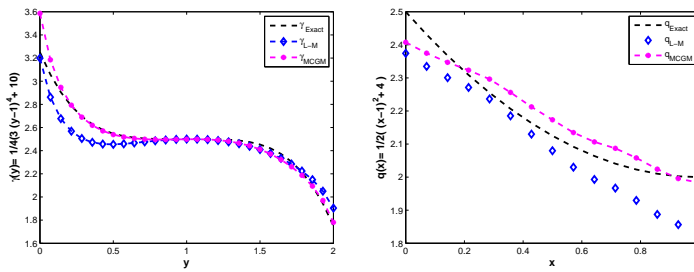 3.6
3.4
3.2
3
2.8
2.6
2.4
2.2
2
1.8
1.6
0
0.5
1
1.5
2
y
γ(y)= 1/4(3 (y-1)⁴+ 10)
γExact
γL-M
γMCGM
2.5
2.4
2.3
2.2
2.1
2
1.9
1.8
0
0.2
0.4
0.6
0.8
x
q(x)= 1/2( (x-1)²+ 4 )
qExact
qL-M
qMCGM